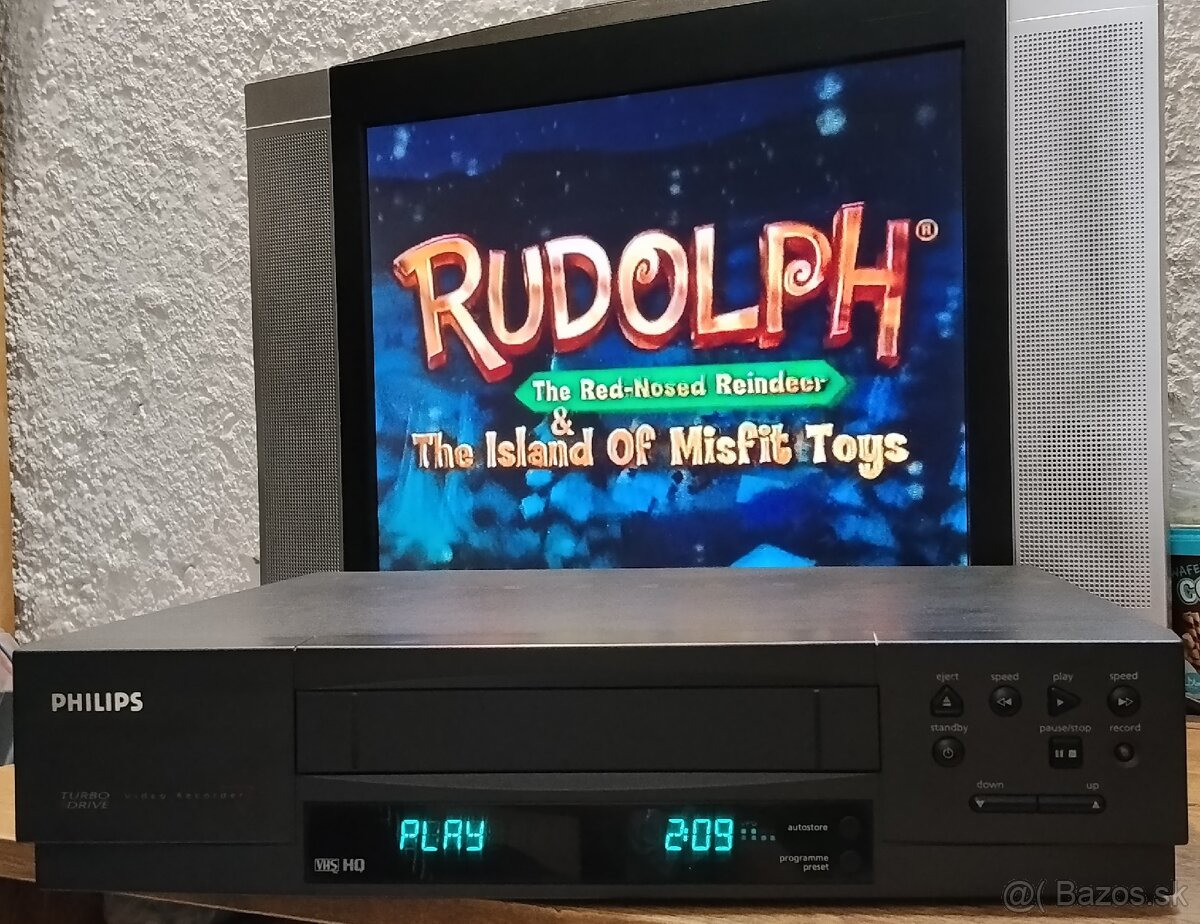 RUDOLPH®
The Red-Nosed Reindeer
&
The Island Of Misfit Toys
PHILIPS
eject speed play speed
standby pause/stop record
down up
TURBO DRIVE
Video Recorder
PLAY 2:09
autostore
programme preset
VHS HQ
@( Bazos.sk